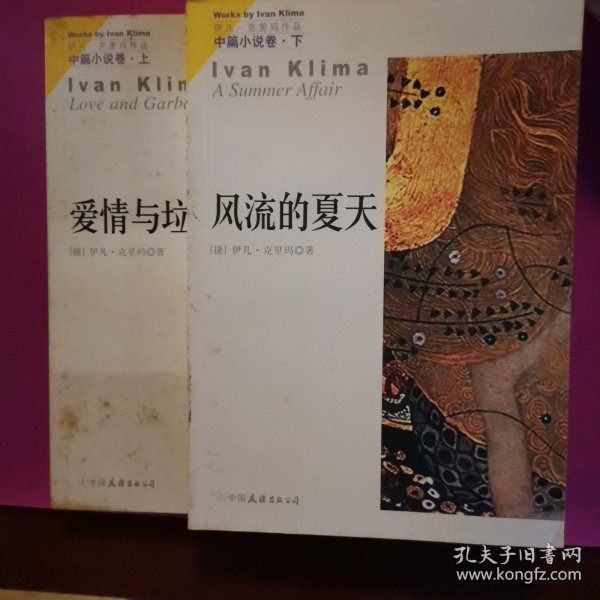 Works by Ivan Klima
伊凡 克里玛作品
中篇小说卷·上
Ivan Klima
Love and Garba
爱情与垃
[捷] 伊凡·克里玛◎著
中国友谊出版公司
Works by Ivan Klima
伊凡 克里玛作品
中篇小说卷·下
Ivan Klima
A Summer Affair
风流的夏天
[捷] 伊凡·克里玛◎著
中国友谊出版公司
孔夫子旧书网
www.kongfz.com